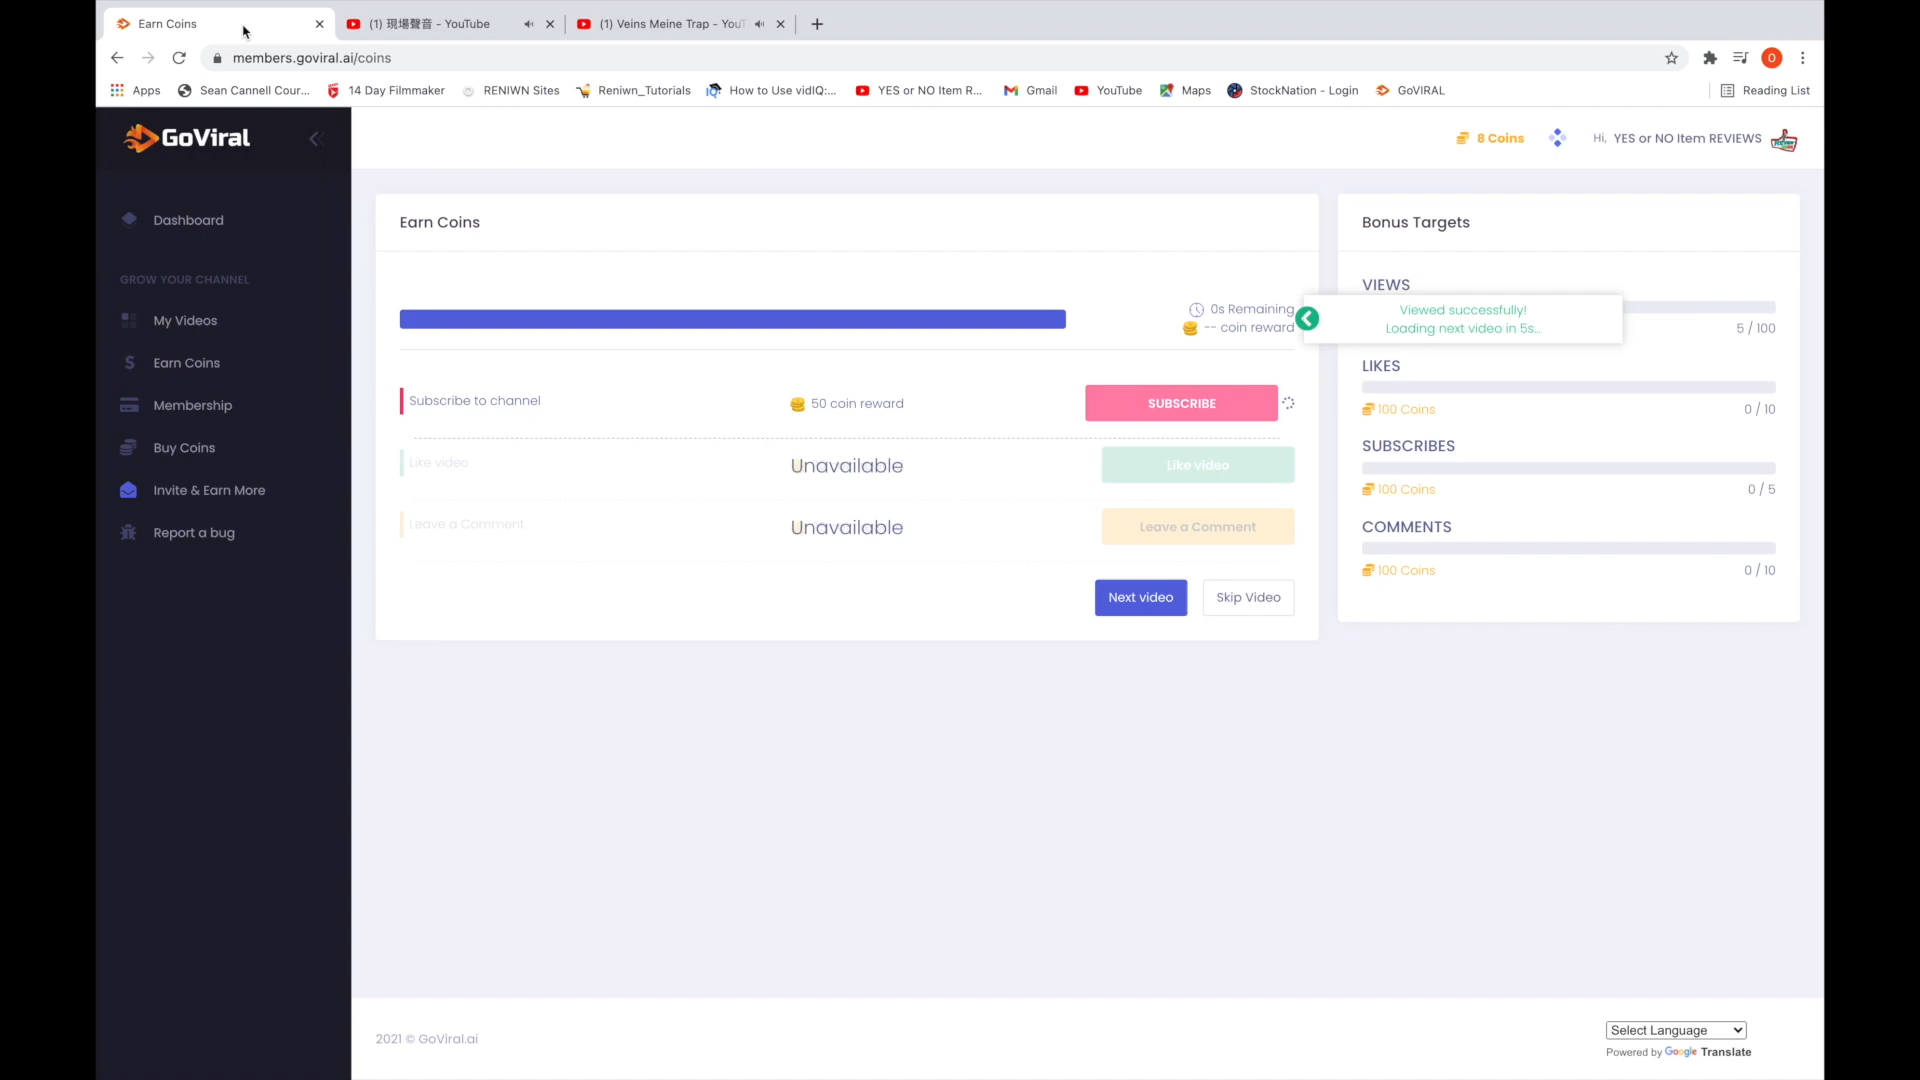 Earn Coins
(1) 現場聲音 - YouTube
(1) Veins Meine Trap - YouT
members.goviral.ai/coins
O
Apps
Sean Cannell Cour...
14 Day Filmmaker
RENIWN Sites
Reniwn_Tutorials
How to Use vidIQ:...
YES or NO Item R...
Gmail
YouTube
Maps
StockNation - Login
GoVIRAL
Reading List
GoViral
8 Coins
Hi, YES or NO Item REVIEWS
Dashboard
GROW YOUR CHANNEL
My Videos
Earn Coins
Membership
Buy Coins
Invite & Earn More
Report a bug
Earn Coins
0s Remaining
-- coin reward
Subscribe to channel
50 coin reward
SUBSCRIBE
Like video
Unavailable
Like video
Leave a Comment
Unavailable
Leave a Comment
Next video
Skip Video
Bonus Targets
VIEWS
Viewed successfully!
Loading next video in 5s...
5 / 100
LIKES
100 Coins
0 / 10
SUBSCRIBES
100 Coins
0 / 5
COMMENTS
100 Coins
0 / 10
2021 © GoViral.ai
Select Language
Powered by Google Translate